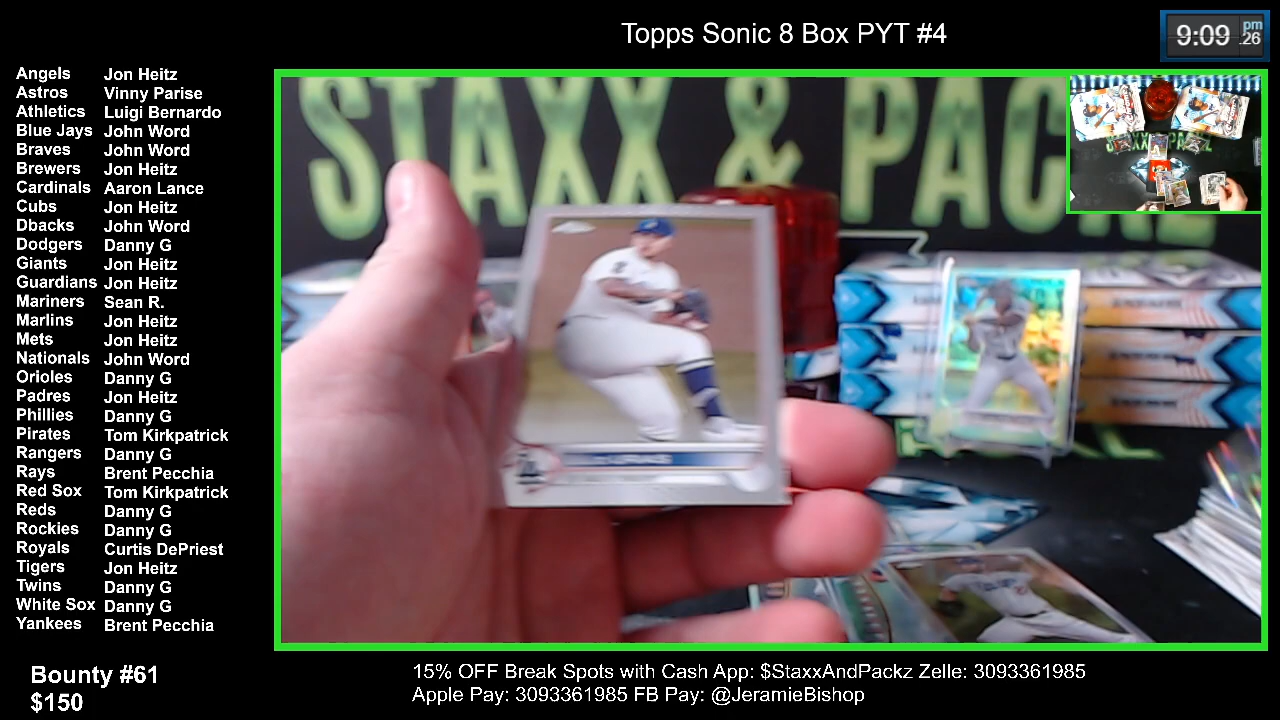 Topps Sonic 8 Box PYT #4
9:09 pm .26
Angels Jon Heitz
Astros Vinny Parise
Athletics Luigi Bernardo
Blue Jays John Word
Braves John Word
Brewers Jon Heitz
Cardinals Aaron Lance
Cubs Jon Heitz
Dbacks John Word
Dodgers Danny G
Giants Jon Heitz
Guardians Jon Heitz
Mariners Sean R.
Marlins Jon Heitz
Mets Jon Heitz
Nationals John Word
Orioles Danny G
Padres Jon Heitz
Phillies Danny G
Pirates Tom Kirkpatrick
Rangers Danny G
Rays Brent Pecchia
Red Sox Tom Kirkpatrick
Reds Danny G
Rockies Danny G
Royals Curtis DePriest
Tigers Jon Heitz
Twins Danny G
White Sox Danny G
Yankees Brent Pecchia
STAXX & PAC
Bounty #61
$150
15% OFF Break Spots with Cash App: $StaxxAndPackz Zelle: 3093361985
Apple Pay: 3093361985 FB Pay: @JeramieBishop